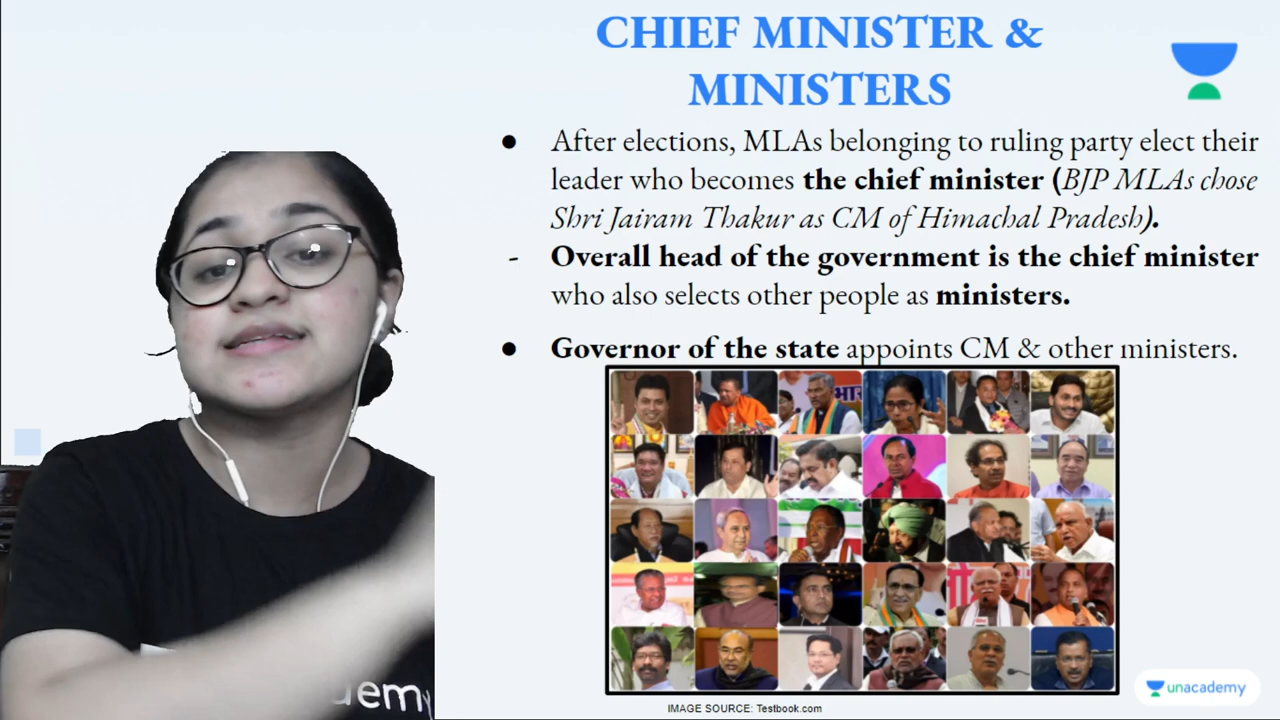 CHIEF MINISTER &
MINISTERS
● After elections, MLAs belonging to ruling party elect their
leader who becomes the chief minister (BJP MLAs chose
Shri Jairam Thakur as CM of Himachal Pradesh).
- Overall head of the government is the chief minister
who also selects other people as ministers.
● Governor of the state appoints CM & other ministers.
भार
IMAGE SOURCE: Testbook.com
unacademy
demy